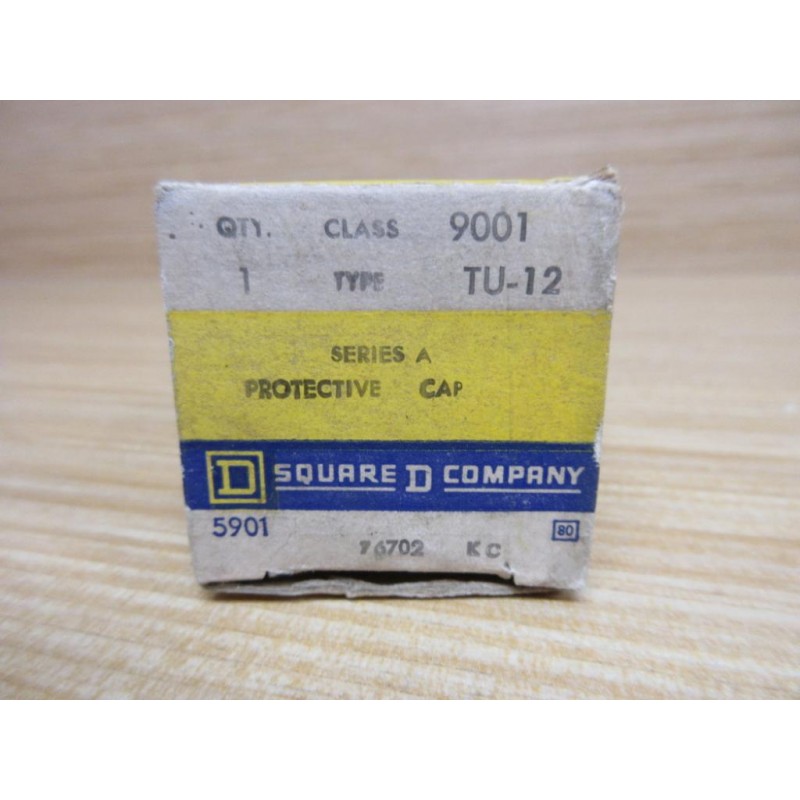 QTY. CLASS 9001
1 TYPE TU-12
SERIES A
PROTECTIVE CAP
D SQUARE D COMPANY
5901 80
76702 KC